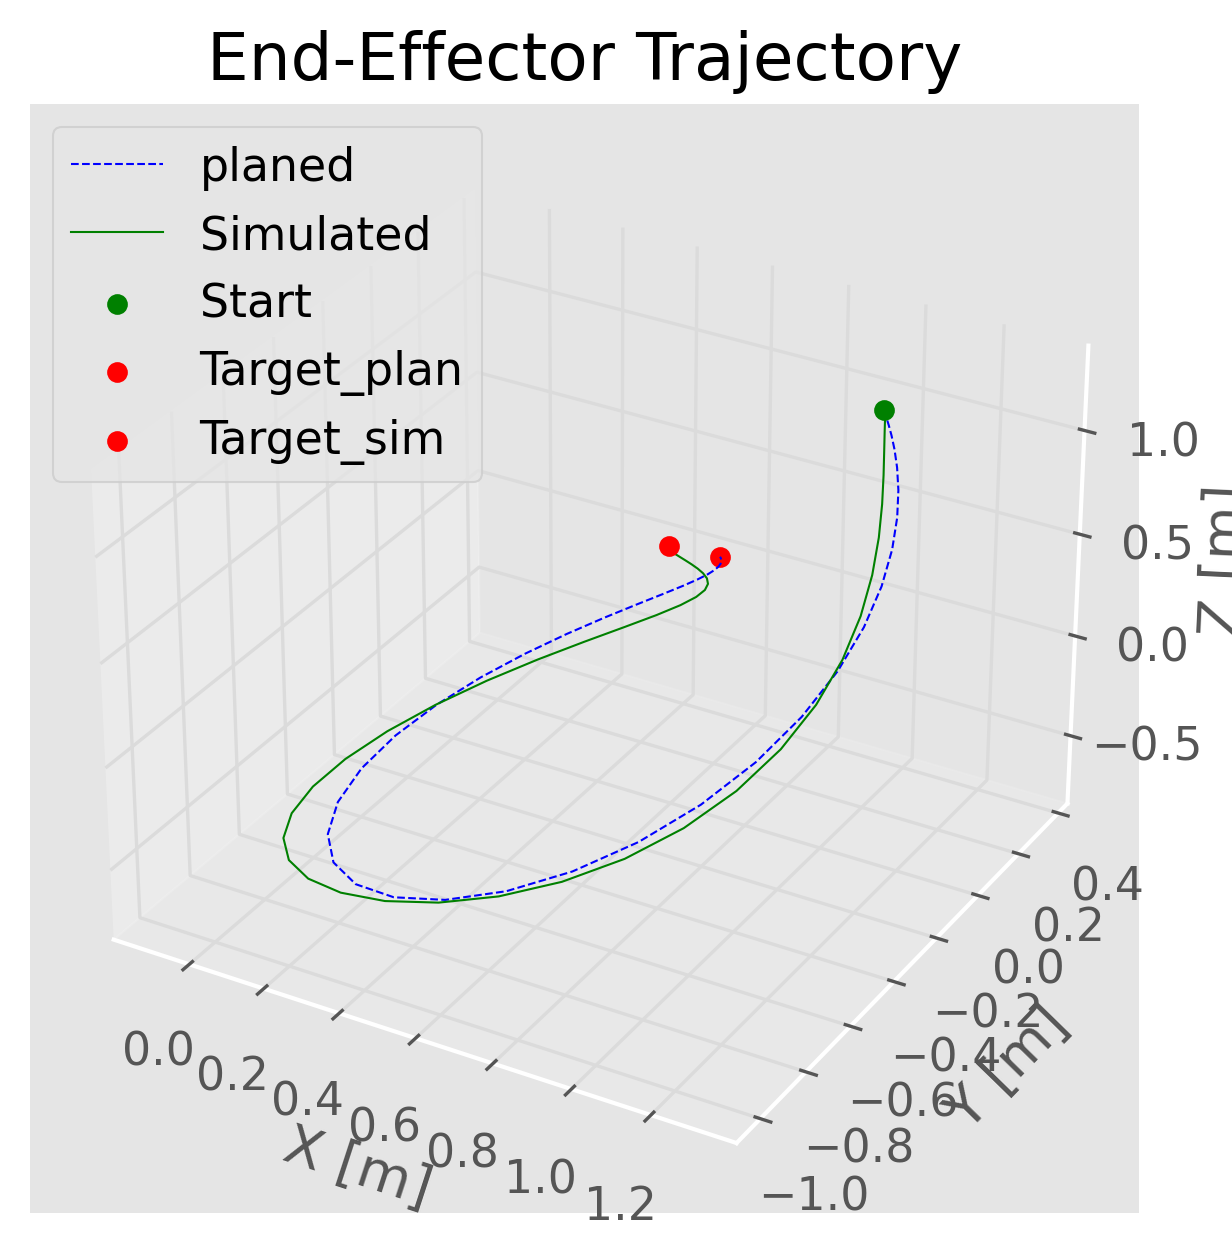 End-Effector Trajectory
planed
Simulated
Start
Target_plan
Target_sim
1.0
0.5
0.0
−0.5
Z [m]
0.4
0.2
0.0
−0.2
−0.4
−0.6
−0.8
−1.0
Y [m]
0.0
0.2
0.4
0.6
0.8
1.0
1.2
X [m]